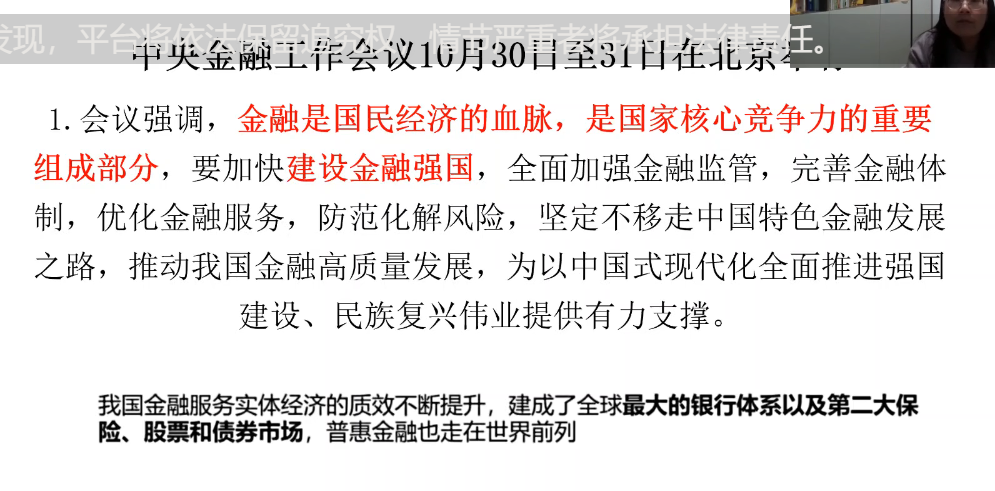 发现，平台将依法保留追究权，情节严重者将承担法律责任。
中央金融工作会议10月30日至31日在北京举
1.会议强调，金融是国民经济的血脉，是国家核心竞争力的重要
组成部分，要加快建设金融强国，全面加强金融监管，完善金融体
制，优化金融服务，防范化解风险，坚定不移走中国特色金融发展
之路，推动我国金融高质量发展，为以中国式现代化全面推进强国
建设、民族复兴伟业提供有力支撑。
我国金融服务实体经济的质效不断提升，建成了全球最大的银行体系以及第二大保
险、股票和债券市场，普惠金融也走在世界前列